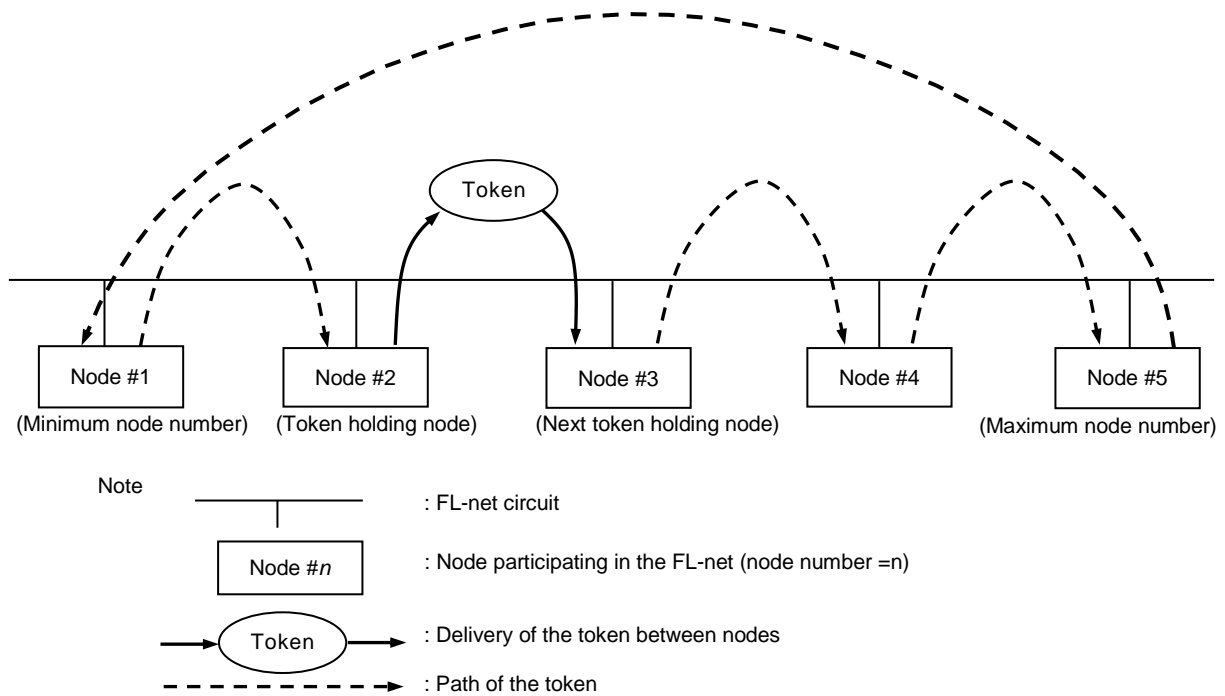 Token
Node #1
Node #2
Node #3
Node #4
Node #5
(Minimum node number)
(Token holding node)
(Next token holding node)
(Maximum node number)
Note
: FL-net circuit
Node #n
: Node participating in the FL-net (node number =n)
Token
: Delivery of the token between nodes
: Path of the token